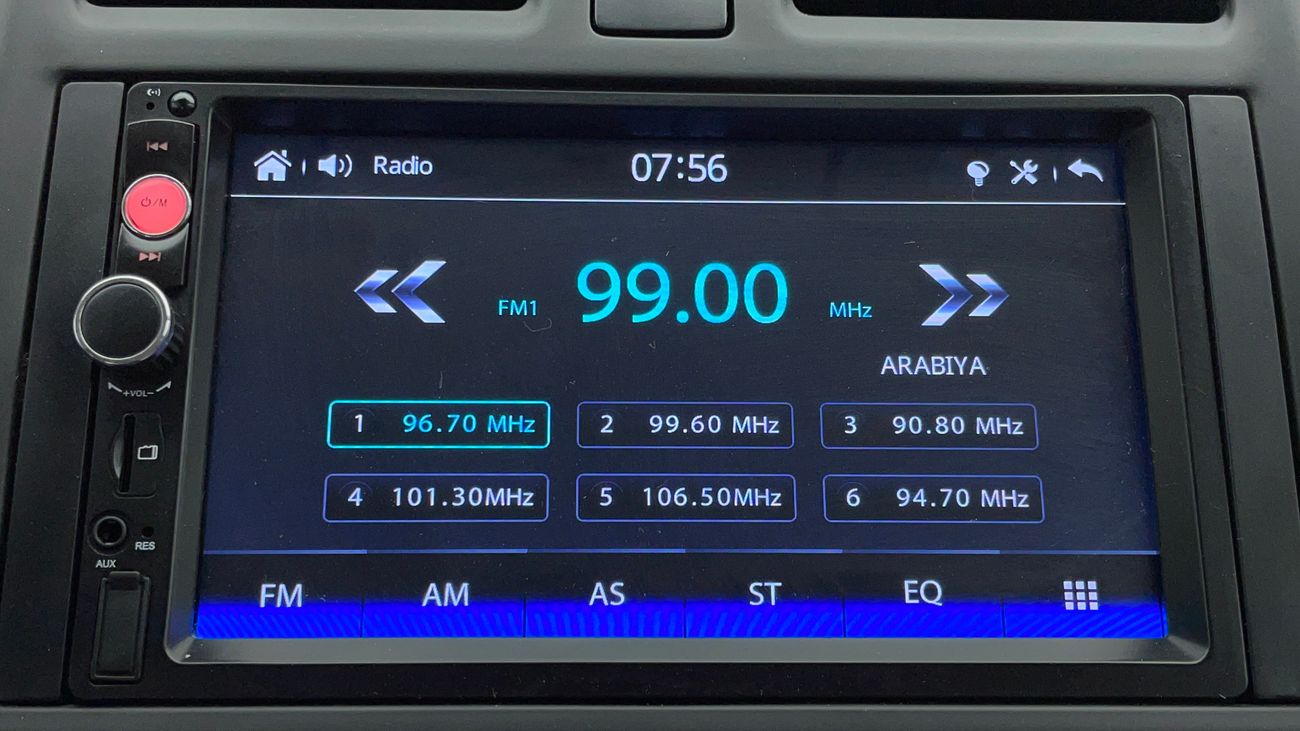 Radio 07:56
FM1 99.00 MHz
ARABIYA
1 96.70 MHz 2 99.60 MHz 3 90.80 MHz
4 101.30MHz 5 106.50MHz 6 94.70 MHz
FM AM AS ST EQ
/M
+VOL-
RES
AUX